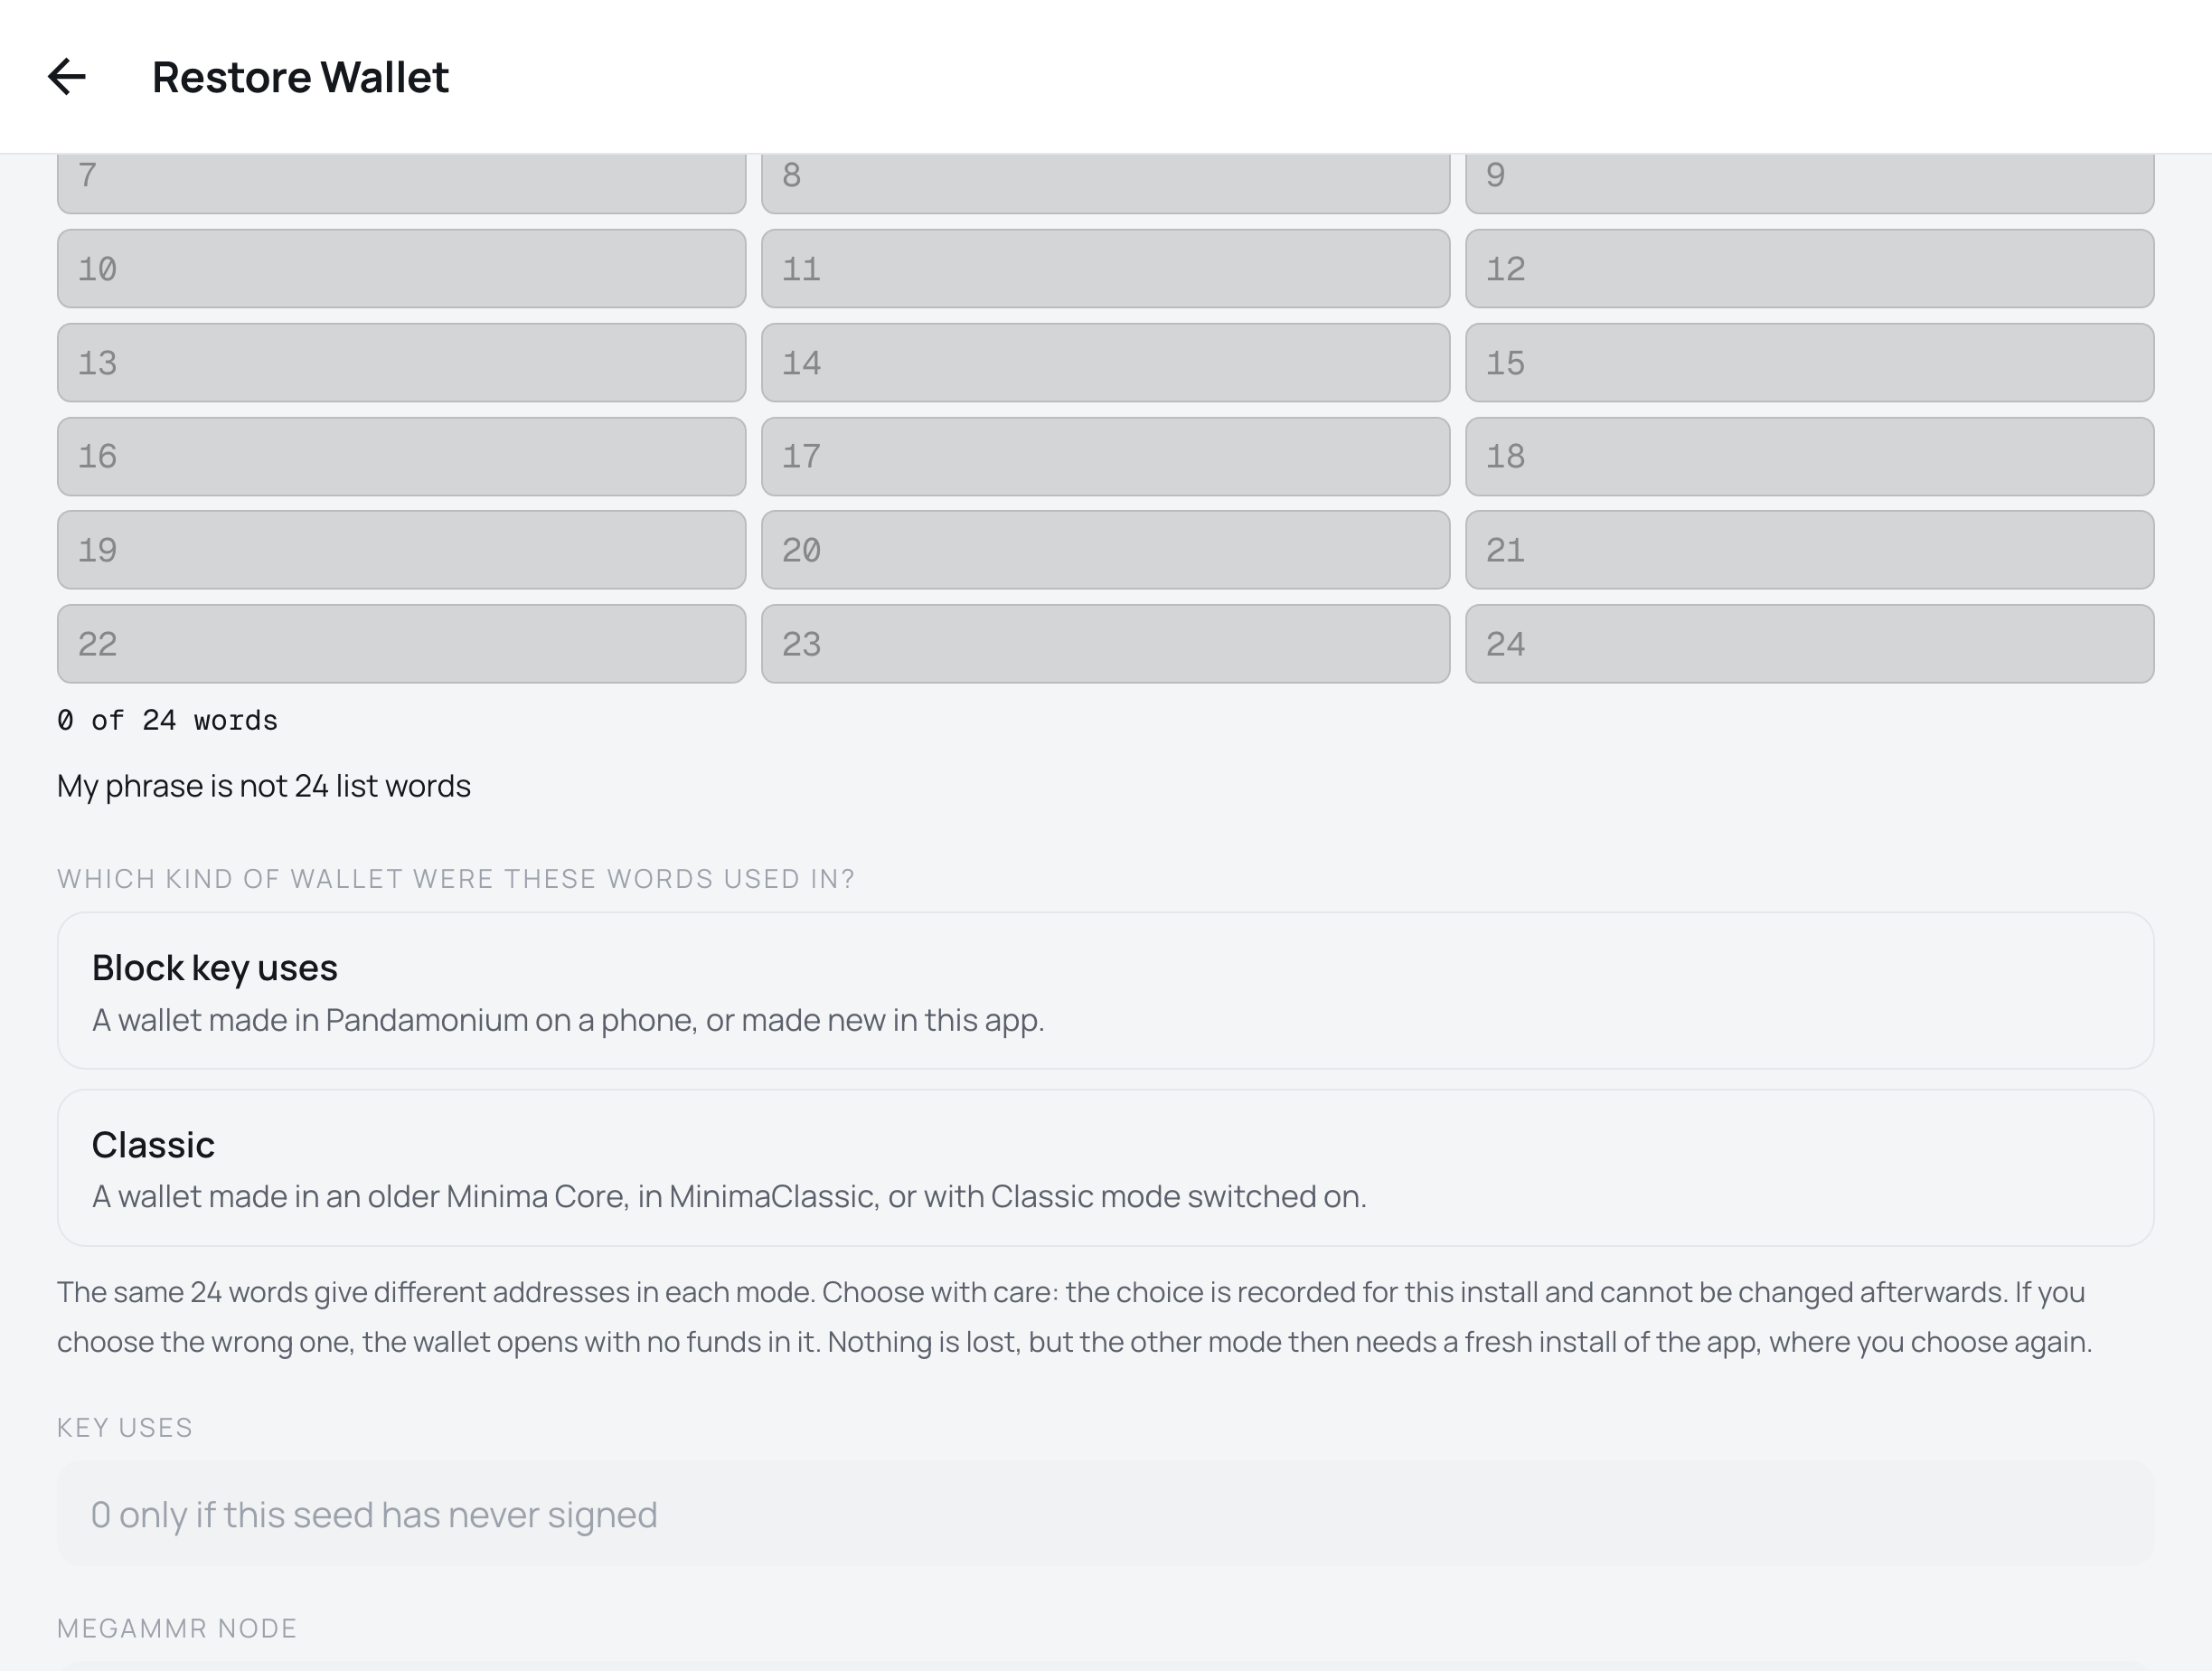 Restore Wallet
7 8 9
10 11 12
13 14 15
16 17 18
19 20 21
22 23 24
0 of 24 words
My phrase is not 24 list words
WHICH KIND OF WALLET WERE THESE WORDS USED IN?
Block key uses
A wallet made in Pandamonium on a phone, or made new in this app.
Classic
A wallet made in an older Minima Core, in MinimaClassic, or with Classic mode switched on.
The same 24 words give different addresses in each mode. Choose with care: the choice is recorded for this install and cannot be changed afterwards. If you
choose the wrong one, the wallet opens with no funds in it. Nothing is lost, but the other mode then needs a fresh install of the app, where you choose again.
KEY USES
0 only if this seed has never signed
MEGAMMR NODE